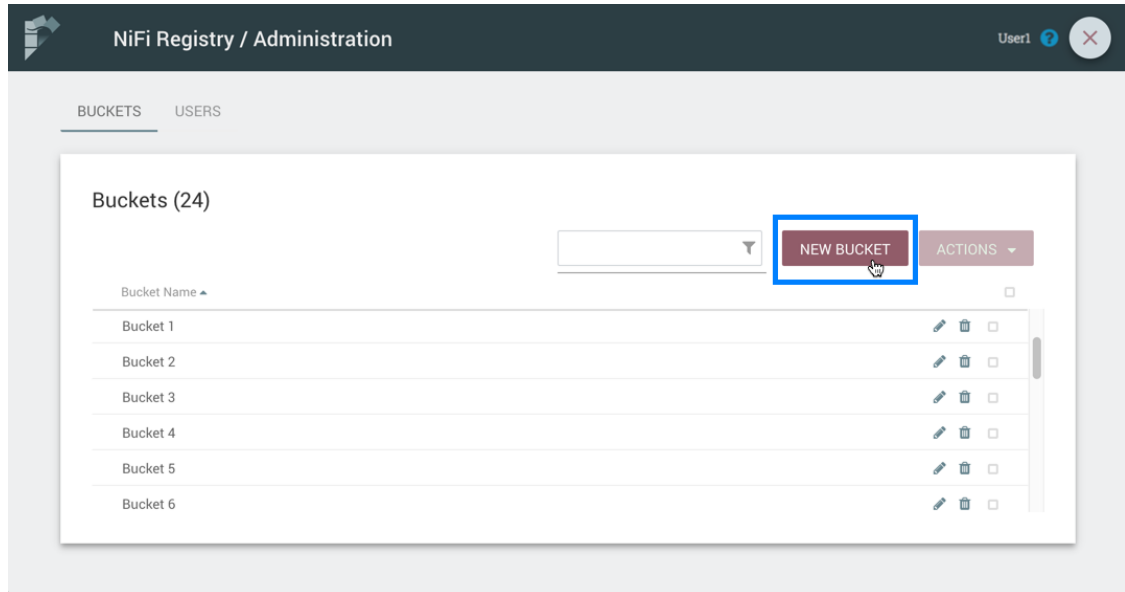 NiFi Registry / Administration
User1 ?
BUCKETS USERS
Buckets (24)
NEW BUCKET ACTIONS
Bucket Name
Bucket 1
Bucket 2
Bucket 3
Bucket 4
Bucket 5
Bucket 6